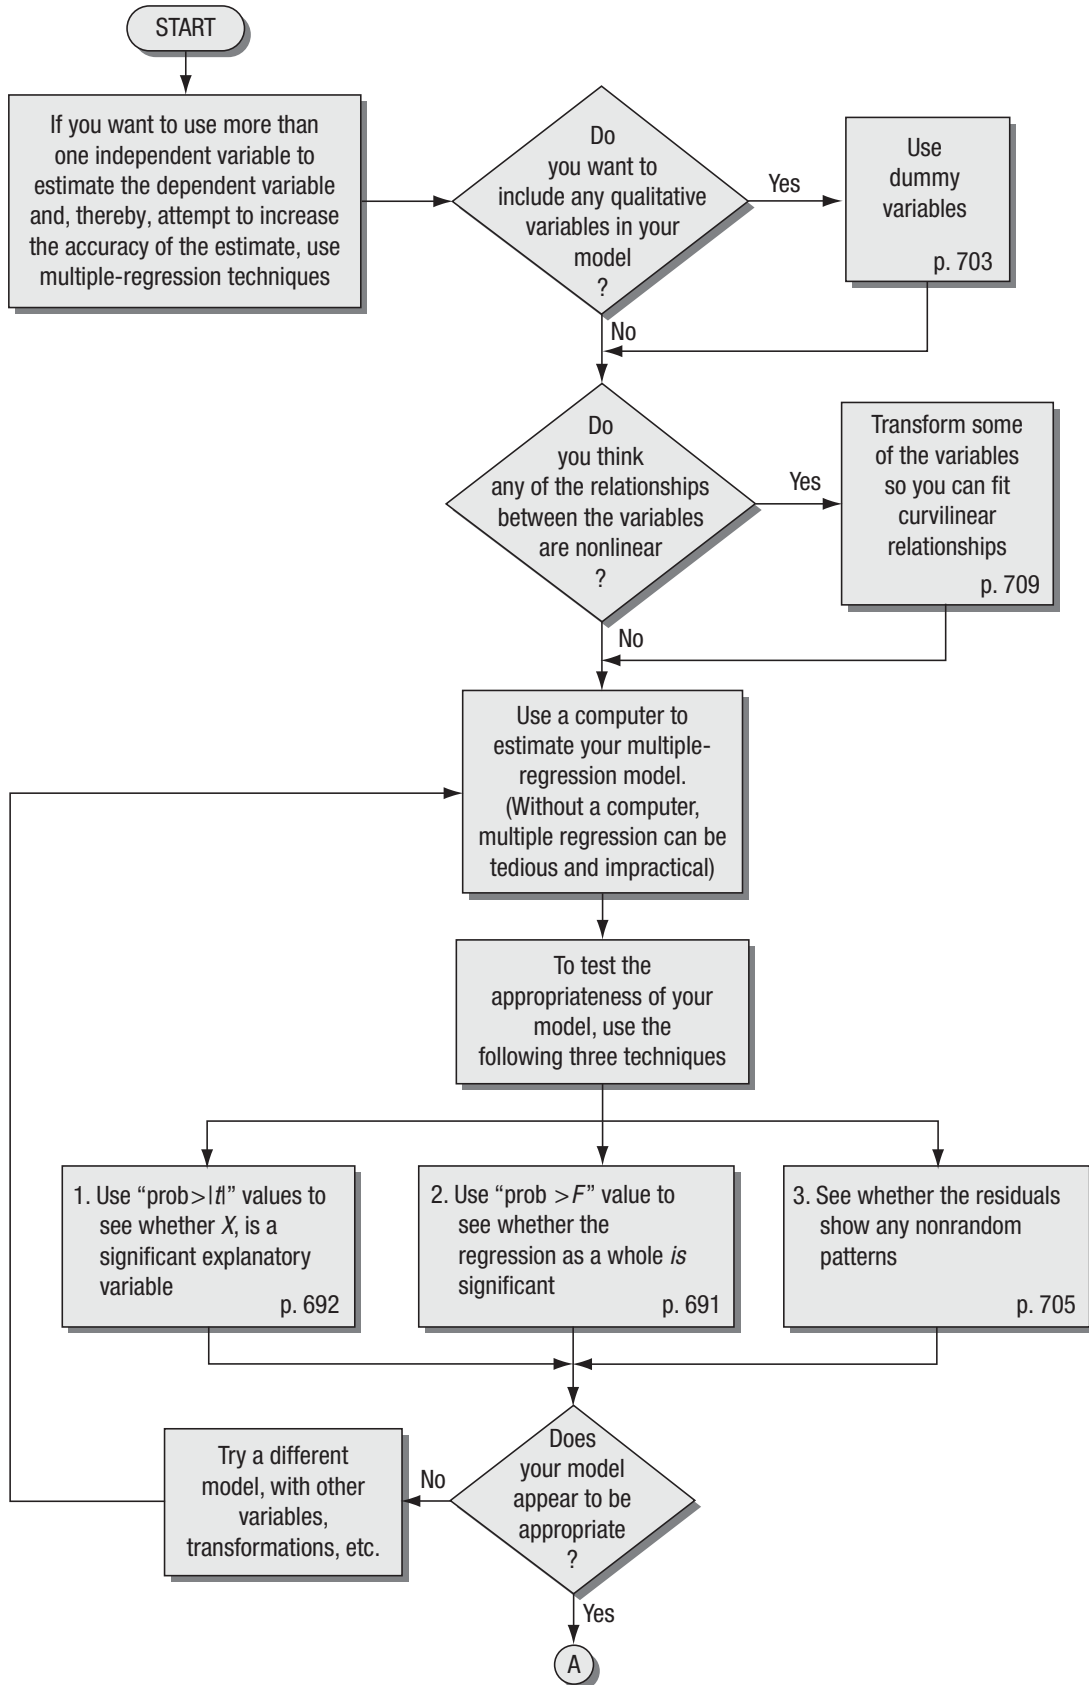 START
If you want to use more than
one independent variable to
estimate the dependent variable
and, thereby, attempt to increase
the accuracy of the estimate, use
multiple-regression techniques
Do
you want to
include any qualitative
variables in your
model
?
Yes
Use
dummy
variables
p. 703
No
Do
you think
any of the relationships
between the variables
are nonlinear
?
Yes
Transform some
of the variables
so you can fit
curvilinear
relationships
p. 709
No
Use a computer to
estimate your multiple-
regression model.
(Without a computer,
multiple regression can be
tedious and impractical)
To test the
appropriateness of your
model, use the
following three techniques
1. Use “prob>|t|” values to
see whether X, is a
significant explanatory
variable
p. 692
2. Use “prob >F” value to
see whether the
regression as a whole is
significant
p. 691
3. See whether the residuals
show any nonrandom
patterns
p. 705
Does
your model
appear to be
appropriate
?
No
Try a different
model, with other
variables,
transformations, etc.
Yes
A